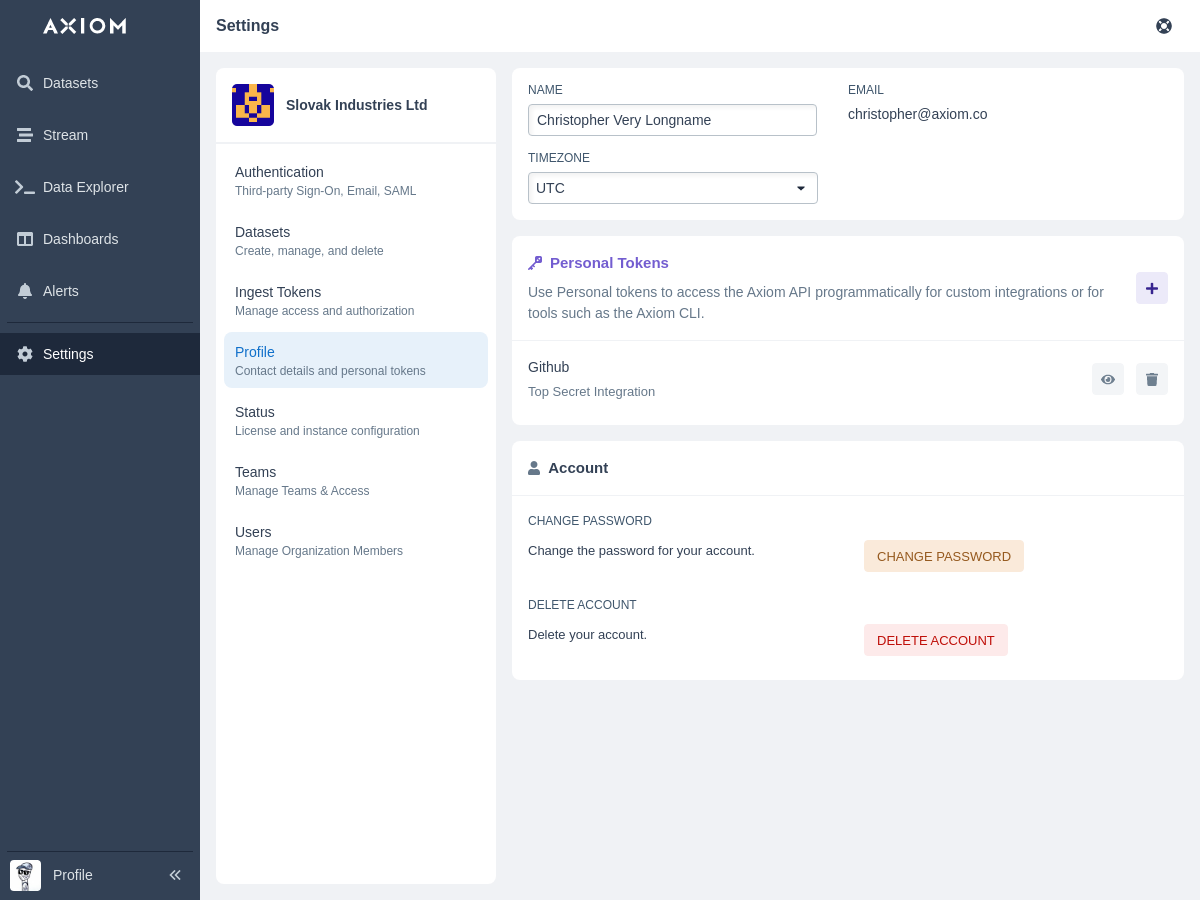 AXIOM
Settings
Datasets
Stream
Data Explorer
Dashboards
Alerts
Settings
Profile
Slovak Industries Ltd
Authentication
Third-party Sign-On, Email, SAML
Datasets
Create, manage, and delete
Ingest Tokens
Manage access and authorization
Profile
Contact details and personal tokens
Status
License and instance configuration
Teams
Manage Teams & Access
Users
Manage Organization Members
NAME
Christopher Very Longname
EMAIL
christopher@axiom.co
TIMEZONE
UTC
Personal Tokens
Use Personal tokens to access the Axiom API programmatically for custom integrations or for
tools such as the Axiom CLI.
Github
Top Secret Integration
Account
CHANGE PASSWORD
Change the password for your account.
CHANGE PASSWORD
DELETE ACCOUNT
Delete your account.
DELETE ACCOUNT